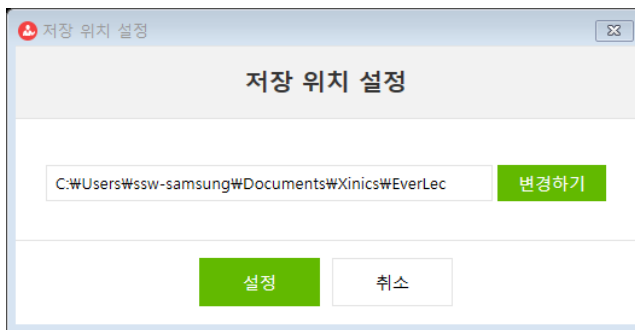 저장 위치 설정
저장 위치 설정
C:₩Users₩ssw-samsung₩Documents₩Xinics₩EverLec
변경하기
설정
취소